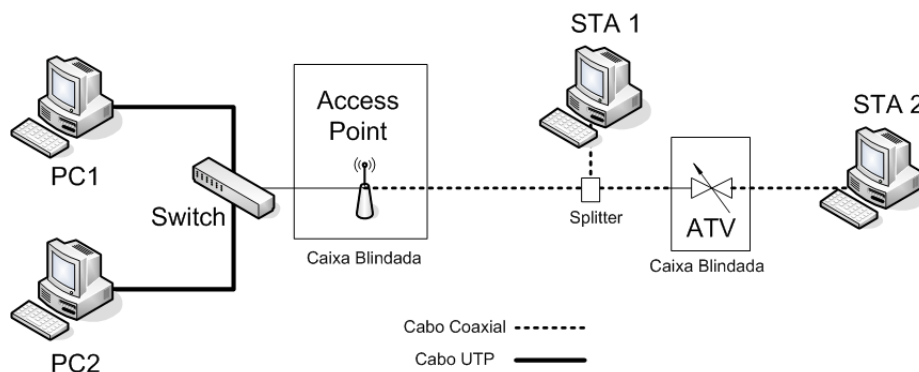 STA 1
Access
Point
STA 2
PC1
Switch
Splitter
ATV
Caixa Blindada
Caixa Blindada
Cabo Coaxial
Cabo UTP
PC2